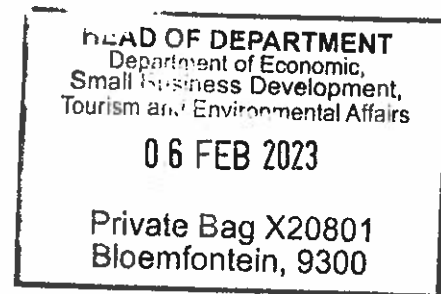 HEAD OF DEPARTMENT
Department of Economic,
Small Business Development,
Tourism and Environmental Affairs
06 FEB 2023
Private Bag X20801
Bloemfontein, 9300